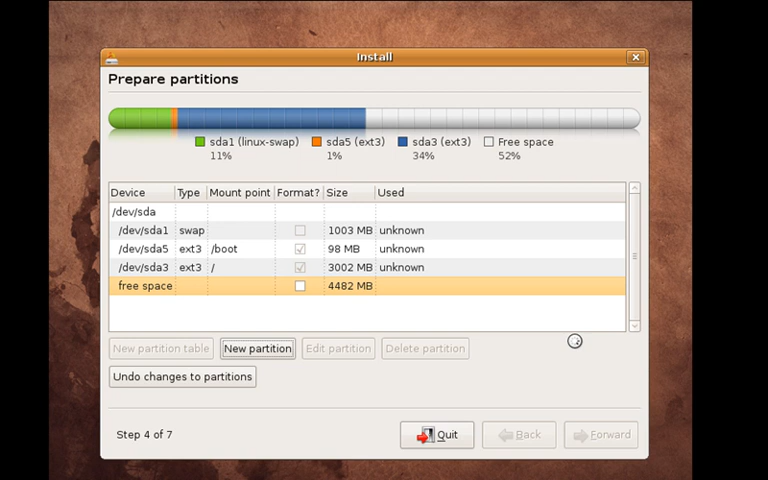 Install
Prepare partitions
sda1 (linux-swap) sda5 (ext3) sda3 (ext3) Free space
11% 1% 34% 52%
Device Type Mount point Format? Size Used
/dev/sda
/dev/sda1 swap 1003 MB unknown
/dev/sda5 ext3 /boot 98 MB unknown
/dev/sda3 ext3 / 3002 MB unknown
free space 4482 MB
New partition table New partition Edit partition Delete partition
Undo changes to partitions
Step 4 of 7 Quit Back Forward